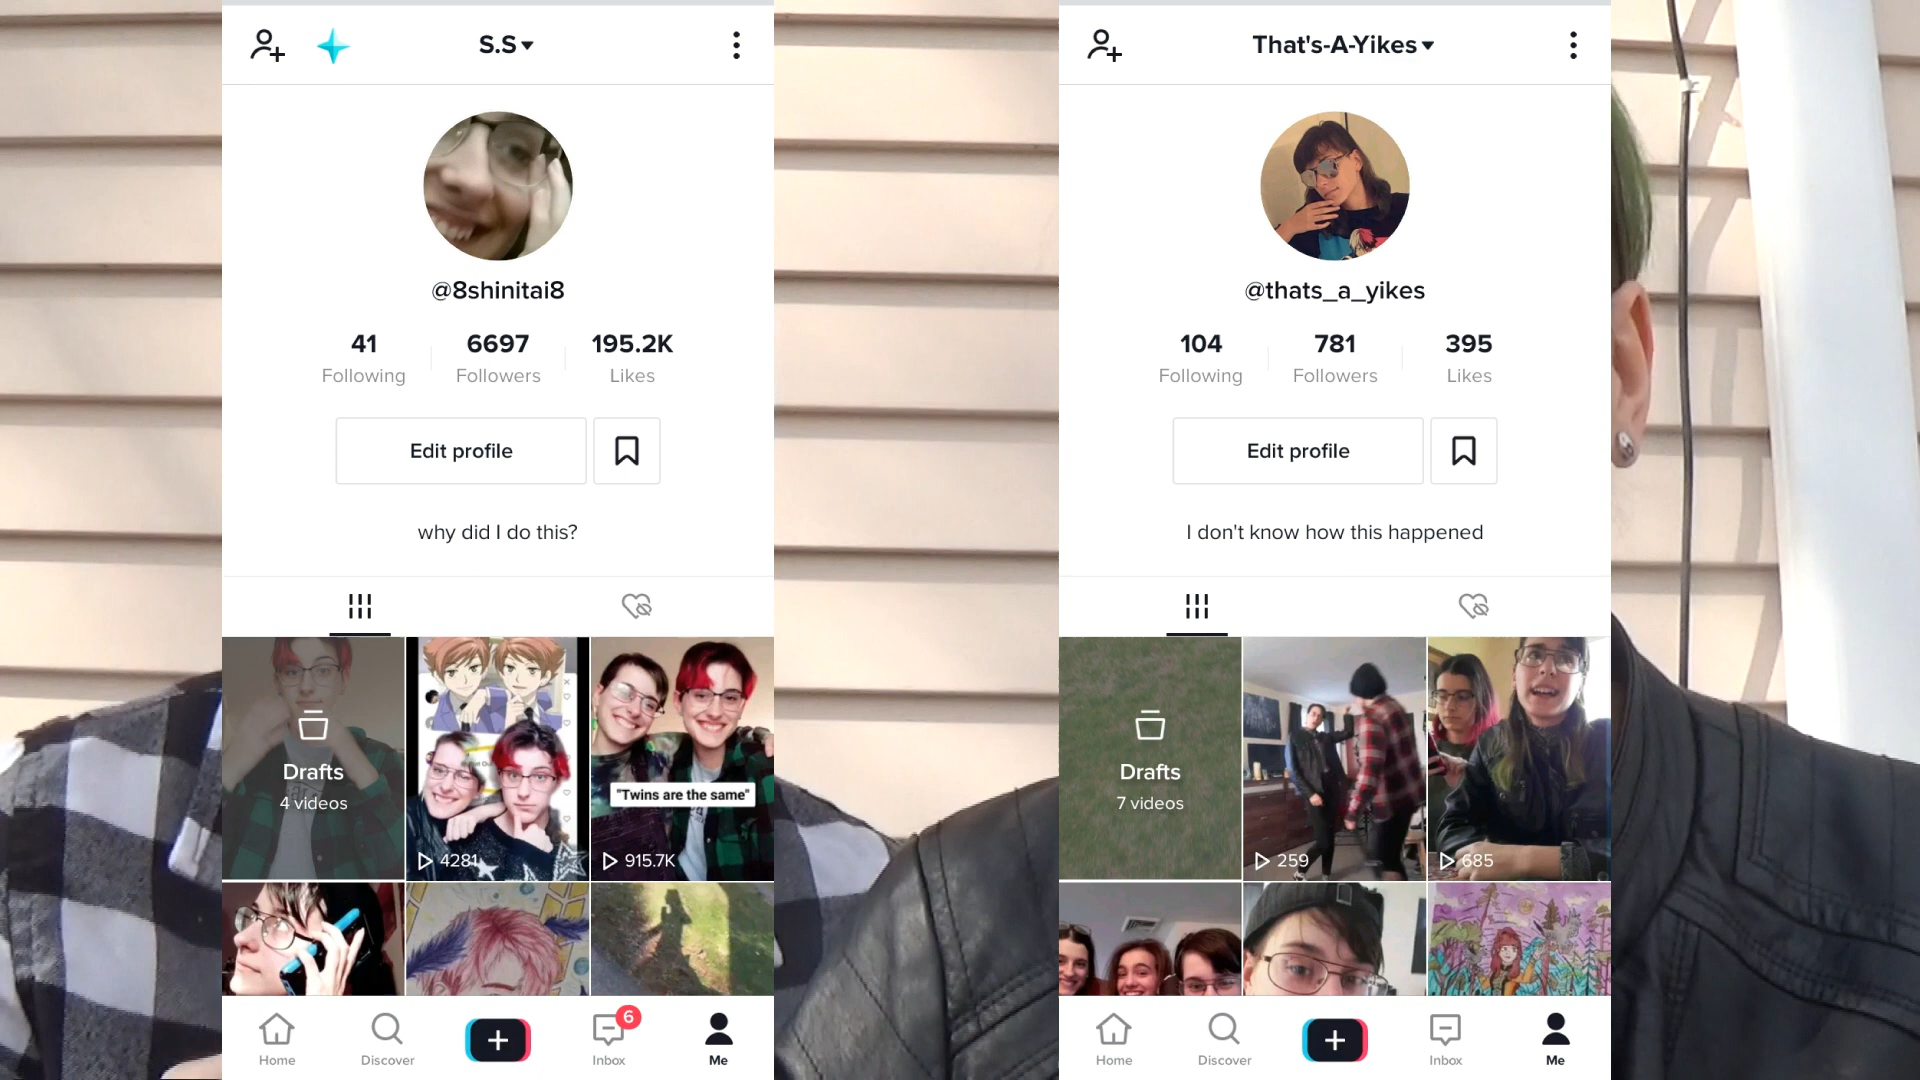 S.S
@8shinitai8
41 6697 195.2K
Following Followers Likes
Edit profile
why did I do this?
Drafts
4 videos
4281
"Twins are the same"
915.7K
Home Discover Inbox 6 Me
That's-A-Yikes
@thats_a_yikes
104 781 395
Following Followers Likes
Edit profile
I don't know how this happened
Drafts
7 videos
259
685
Home Discover Inbox Me